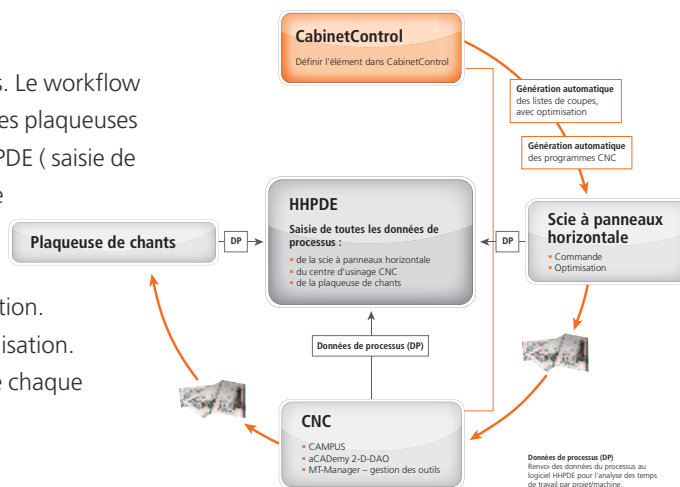 s. Le workflow
es plaqueuses
PDE ( saisie de
e
tion.
isation.
e chaque
CabinetControl
Définir l'élément dans CabinetControl
Génération automatique
des listes de coupes,
avec optimisation
Génération automatique
des programmes CNC
HHPDE
Saisie de toutes les données de
processus :
▪ de la scie à panneaux horizontale
▪ du centre d'usinage CNC
▪ de la plaqueuse de chants
Plaqueuse de chants
DP
DP
Scie à panneaux
horizontale
▪ Commande
▪ Optimisation
Données de processus (DP)
CNC
▪ CAMPUS
▪ aCADemy 2-D-DAO
▪ MT-Manager – gestion des outils
Données de processus (DP)
Renvoi des données du processus au
logiciel HHPDE pour l'analyse des temps
de travail par projet/machine.